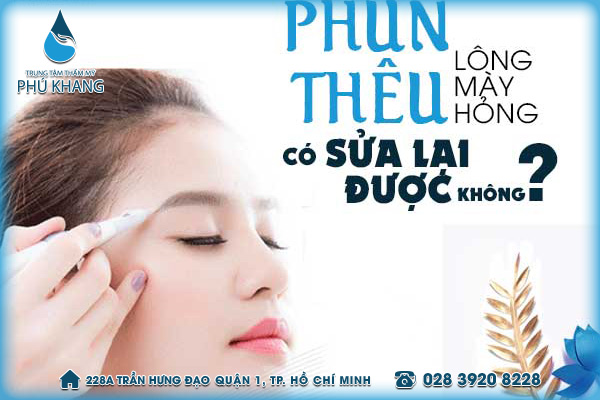 TRUNG TÂM THẨM MỸ
PHÚ KHANG
PHUN
THÊU
LÔNG
MÀY
HỎNG
CÓ SỬA LẠI
ĐƯỢC KHÔNG?
228A TRẦN HƯNG ĐẠO QUẬN 1, TP. HỒ CHÍ MINH
028 3920 8228